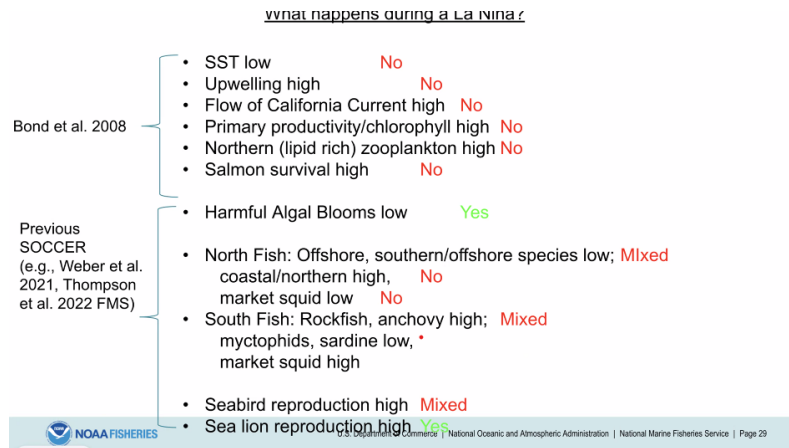 What happens during a La Niña?
• SST low No
• Upwelling high No
• Flow of California Current high No
Bond et al. 2008
• Primary productivity/chlorophyll high No
• Northern (lipid rich) zooplankton high No
• Salmon survival high No
• Harmful Algal Blooms low Yes
Previous
SOCCER
(e.g., Weber et al.
2021, Thompson
et al. 2022 FMS)
• North Fish: Offshore, southern/offshore species low; MIxed
coastal/northern high, No
market squid low No
• South Fish: Rockfish, anchovy high; Mixed
myctophids, sardine low,
market squid high
• Seabird reproduction high Mixed
• Sea lion reproduction high Yes
NOAA FISHERIES
U.S. Department of Commerce | National Oceanic and Atmospheric Administration | National Marine Fisheries Service | Page 29